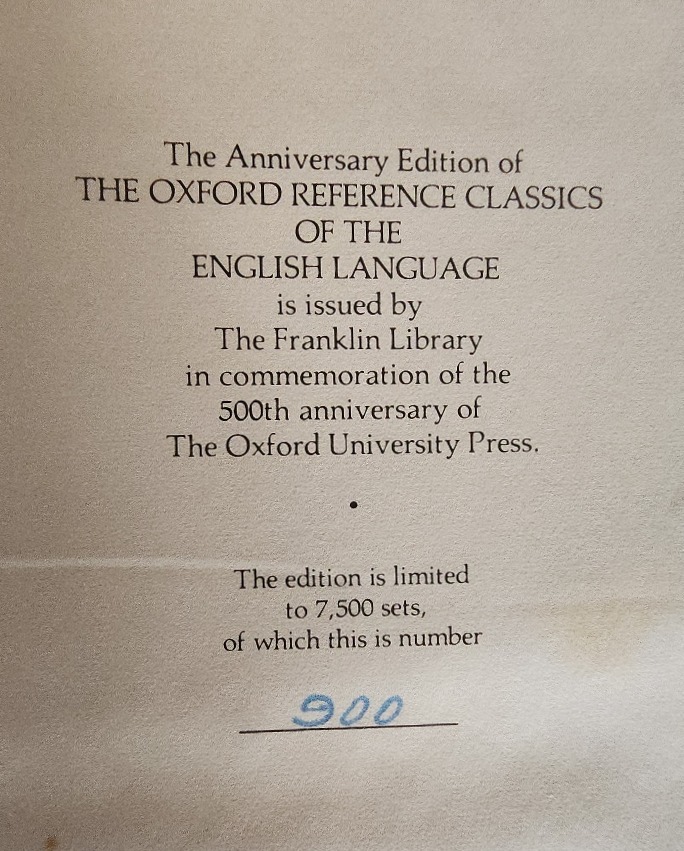 The Anniversary Edition of
THE OXFORD REFERENCE CLASSICS
OF THE
ENGLISH LANGUAGE
is issued by
The Franklin Library
in commemoration of the
500th anniversary of
The Oxford University Press.
•
The edition is limited
to 7,500 sets,
of which this is number
900